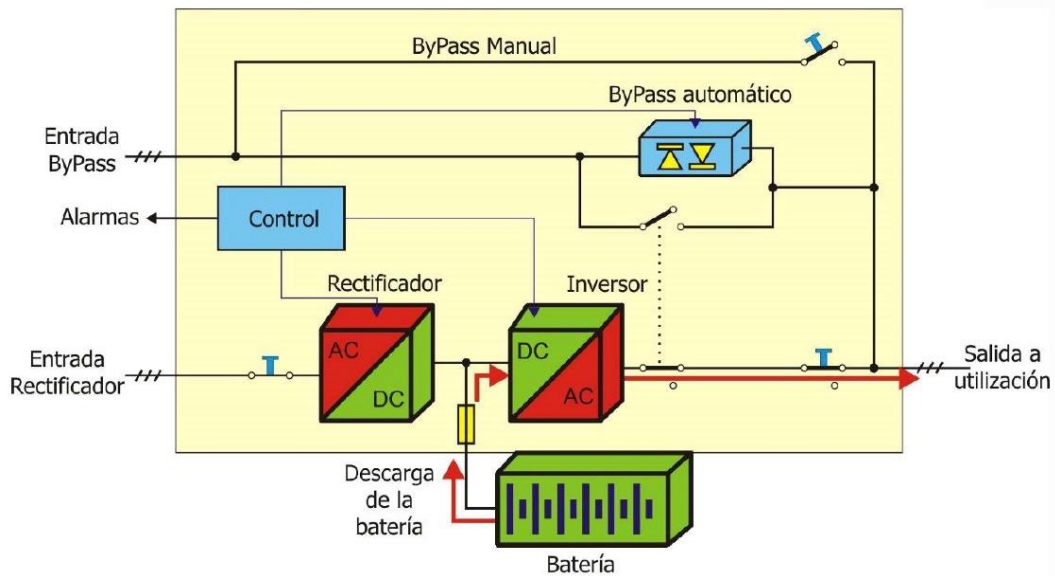 ByPass Manual
ByPass automático
Entrada
ByPass
Alarmas
Control
Rectificador
Inversor
AC
DC
DC
AC
Entrada
Rectificador
Salida a
utilización
Descarga
de la
batería
Batería